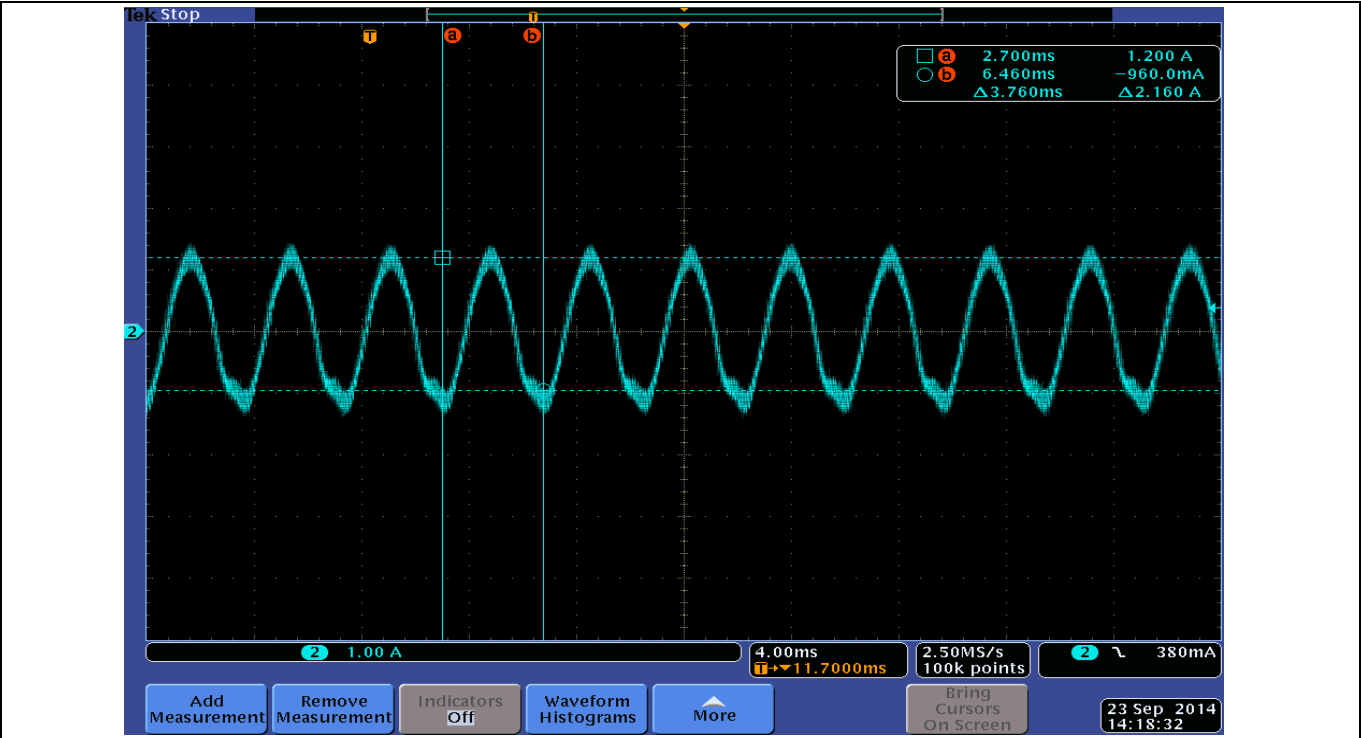 Tek Stop
T
T a b
a 2.700ms 1.200 A
b 6.460ms −960.0mA
Δ3.760ms Δ2.160 A
2
2 1.00 A
4.00ms
T→▼11.7000ms
2.50MS/s
100k points
2 380mA
Add
Measurement
Remove
Measurement
Indicators
Off
Waveform
Histograms
More
Bring
Cursors
On Screen
23 Sep 2014
14:18:32